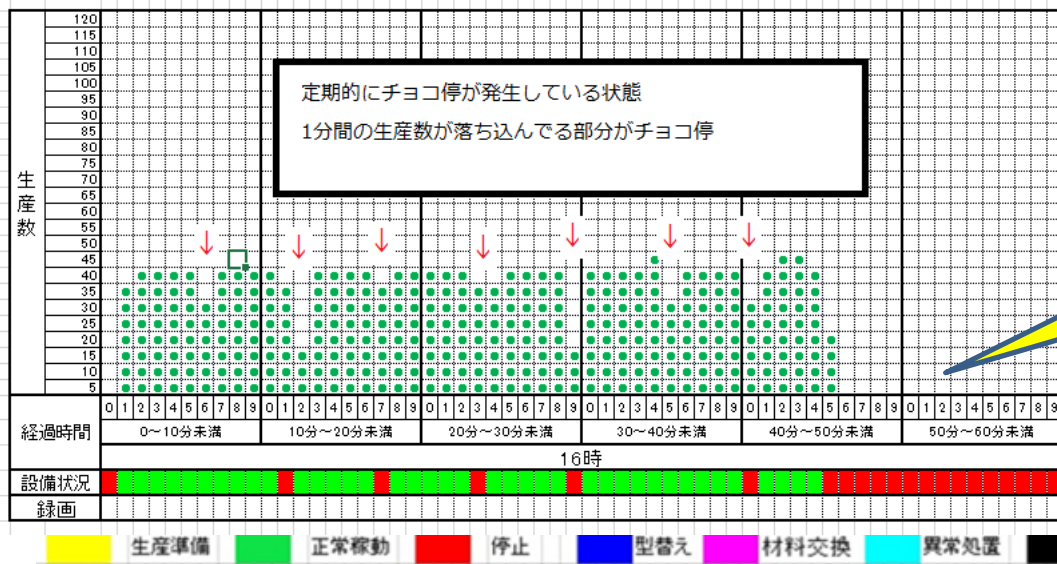 120
115
110
105
100
95
90
85
80
75
70
65
60
55
50
45
40
35
30
25
20
15
10
5
生産数
定期的にチョコ停が発生している状態
1分間の生産数が落ち込んでる部分がチョコ停
↓ ↓ ↓ ↓ ↓ ↓ ↓
0 1 2 3 4 5 6 7 8 9 0 1 2 3 4 5 6 7 8 9 0 1 2 3 4 5 6 7 8 9 0 1 2 3 4 5 6 7 8 9 0 1 2 3 4 5 6 7 8 9 0 1 2 3 4 5 6 7 8 9
経過時間 0～10分未満 10分～20分未満 20分～30分未満 30～40分未満 40分～50分未満 50分～60分未満
16時
設備状況
録画
生産準備 正常稼動 停止 型替え 材料交換 異常処置